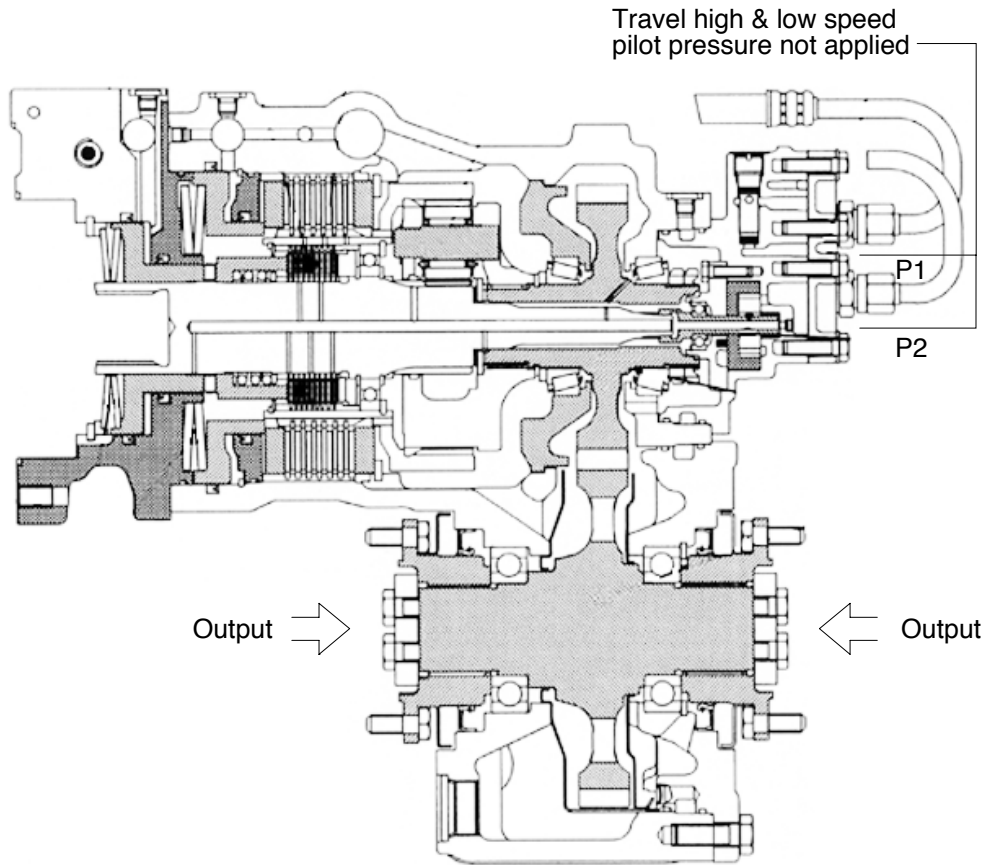 Travel high & low speed
pilot pressure not applied
P1
P2
Output
Output